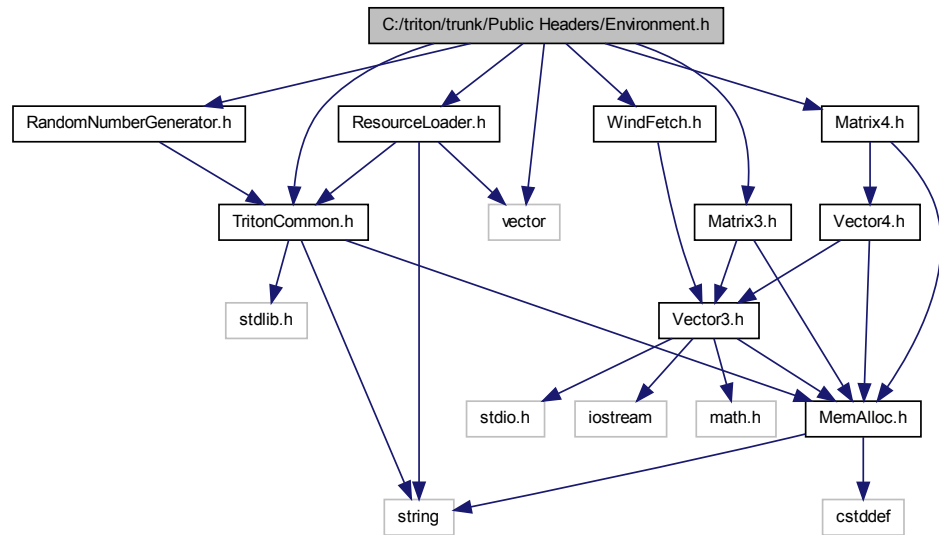 C:/triton/trunk/Public Headers/Environment.h
RandomNumberGenerator.h
ResourceLoader.h
WindFetch.h
Matrix4.h
TritonCommon.h
vector
Matrix3.h
Vector4.h
stdlib.h
Vector3.h
stdio.h
iostream
math.h
MemAlloc.h
string
cstddef